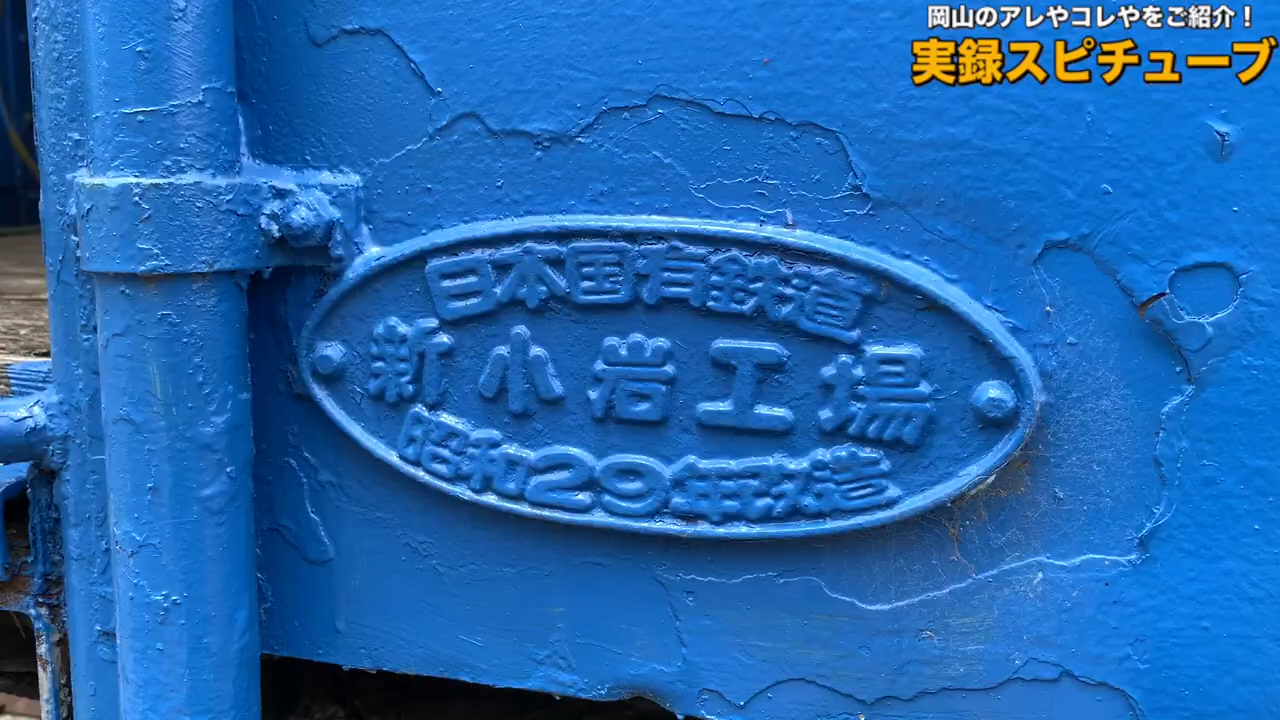 岡山のアレやコレやをご紹介！
実録スピチューブ
日本国有鉄道
新小岩工場
昭和29年改造